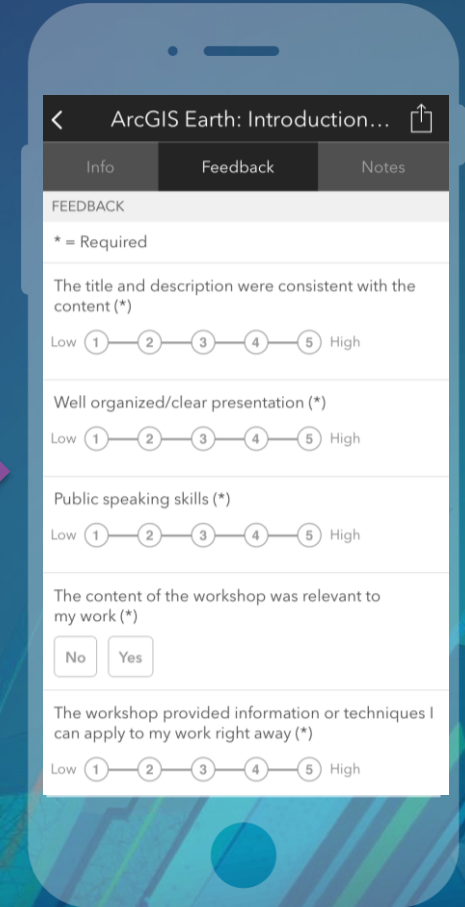 ArcGIS Earth: Introduction...
Info Feedback Notes
FEEDBACK
* = Required
The title and description were consistent with the
content (*)
Low 1 2 3 4 5 High
Well organized/clear presentation (*)
Low 1 2 3 4 5 High
Public speaking skills (*)
Low 1 2 3 4 5 High
The content of the workshop was relevant to
my work (*)
No Yes
The workshop provided information or techniques I
can apply to my work right away (*)
Low 1 2 3 4 5 High